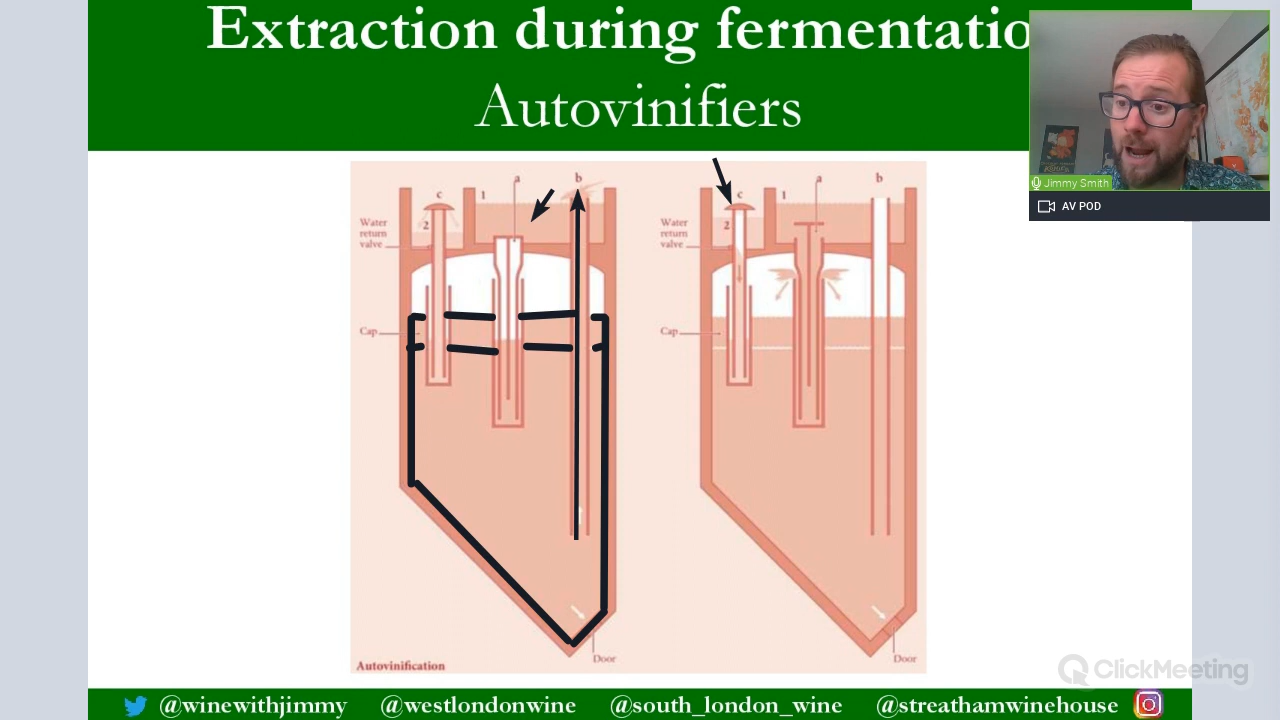 Extraction during fermentatio
Autovinifiers
Jimmy Smith
AV POD
c
1
a
b
2
Water
return
valve
Cap
Door
Autovinification
c
1
a
b
2
Water
return
valve
Cap
Door
ClickMeeting
@winewithjimmy @westlondonwine @south_london_wine @streathamwinehouse